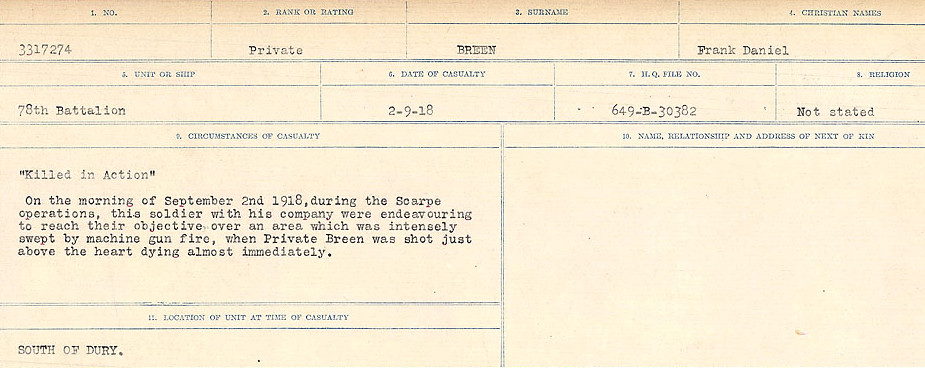 1. NO. 2. RANK OR RATING 3. SURNAME 4. CHRISTIAN NAMES
3317274 Private BREEN Frank Daniel
5. UNIT OR SHIP 6. DATE OF CASUALTY 7. H.Q. FILE NO. 8. RELIGION
78th Battalion 2-9-18 649-B-30382 Not stated
9. CIRCUMSTANCES OF CASUALTY
"Killed in Action"
On the morning of September 2nd 1918,during the Scarpe
operations, this soldier with his company were endeavouring
to reach their objective over an area which was intensely
swept by machine gun fire, when Private Breen was shot just
above the heart dying almost immediately.
10. NAME, RELATIONSHIP AND ADDRESS OF NEXT OF KIN
11. LOCATION OF UNIT AT TIME OF CASUALTY
SOUTH OF DURY.